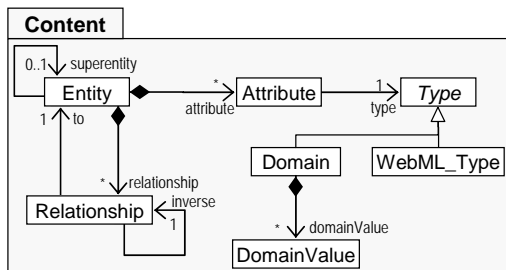 Content
0..1 superentity
Entity * Attribute 1 Type
attribute type
1 to
Domain WebML_Type
* relationship
Relationship inverse
1
* domainValue
DomainValue